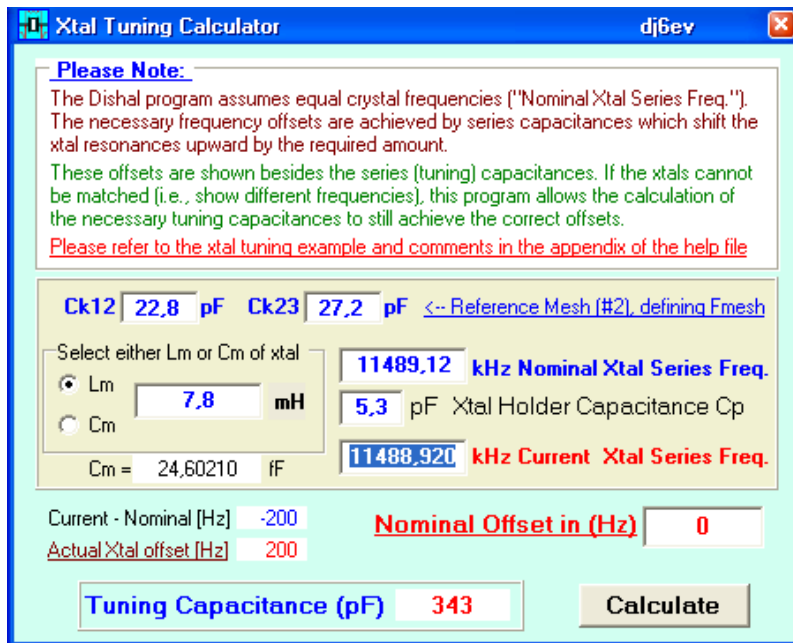 Xtal Tuning Calculator dj6ev
Please Note:
The Dishal program assumes equal crystal frequencies ("Nominal Xtal Series Freq.").
The necessary frequency offsets are achieved by series capacitances which shift the
xtal resonances upward by the required amount.
These offsets are shown besides the series (tuning) capacitances. If the xtals cannot
be matched (i.e., show different frequencies), this program allows the calculation of
the necessary tuning capacitances to still achieve the correct offsets.
Please refer to the xtal tuning example and comments in the appendix of the help file
Ck12 22,8 pF Ck23 27,2 pF <-- Reference Mesh (#2), defining Fmesh
Select either Lm or Cm of xtal
Lm
7,8 mH
Cm
Cm = 24,60210 fF
11489,12 kHz Nominal Xtal Series Freq.
5,3 pF Xtal Holder Capacitance Cp
11488,920 kHz Current Xtal Series Freq.
Current - Nominal [Hz] -200
Actual Xtal offset [Hz] 200
Nominal Offset in (Hz) 0
Tuning Capacitance (pF) 343
Calculate